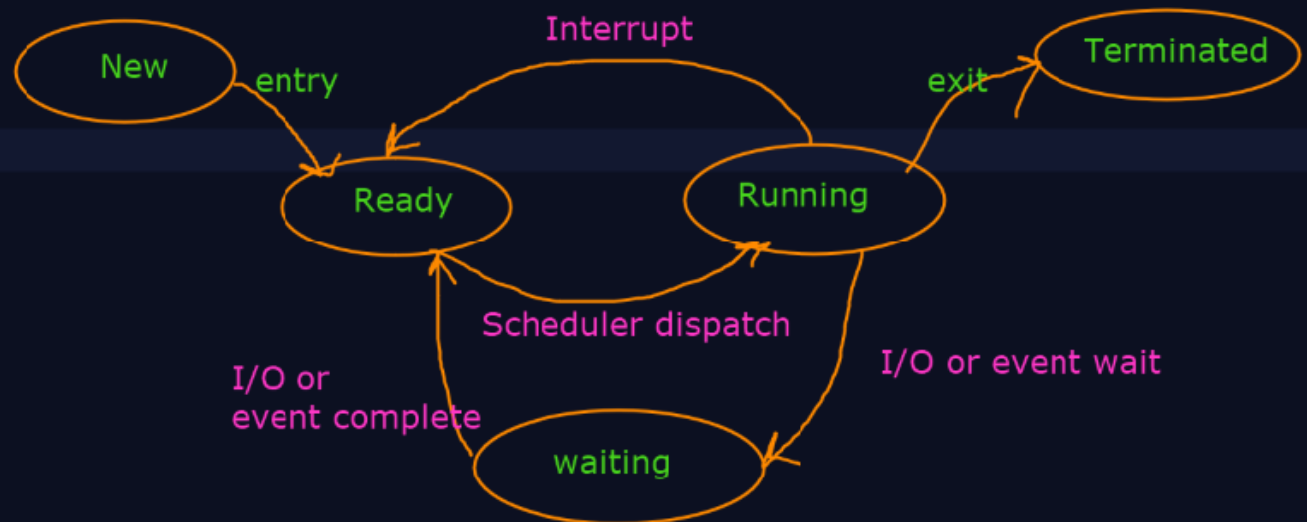 Interrupt
New
Terminated
entry
exit
Ready
Running
Scheduler dispatch
I/O or event wait
I/O or
event complete
waiting